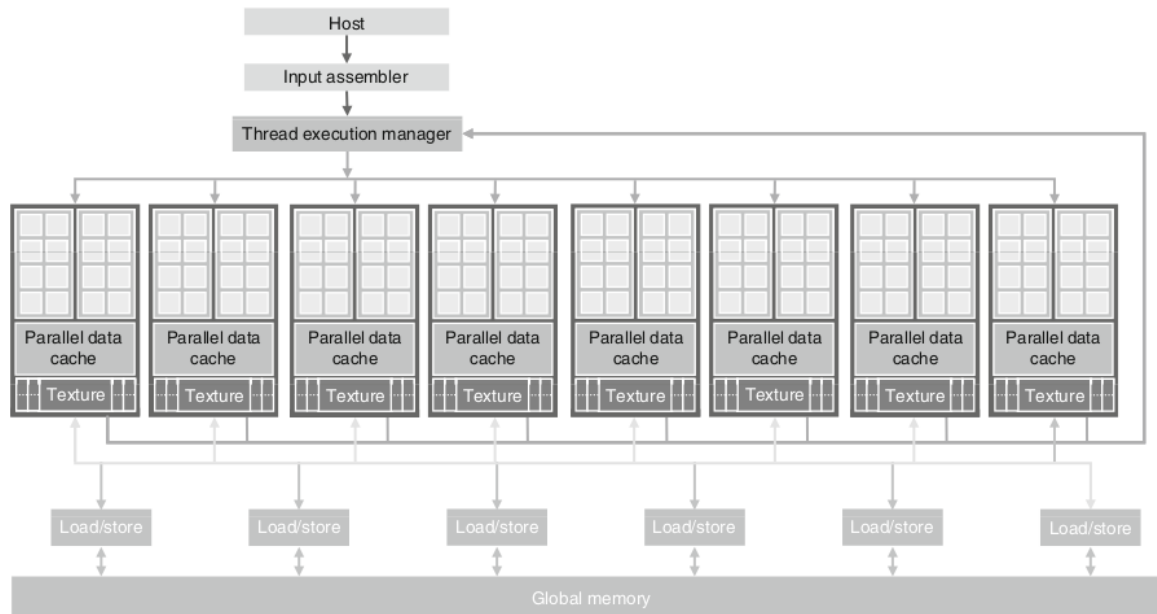 Host
Input assembler
Thread execution manager
Parallel data
cache
Parallel data
cache
Parallel data
cache
Parallel data
cache
Parallel data
cache
Parallel data
cache
Parallel data
cache
Parallel data
cache
Texture
Texture
Texture
Texture
Texture
Texture
Texture
Texture
Load/store
Load/store
Load/store
Load/store
Load/store
Load/store
Global memory